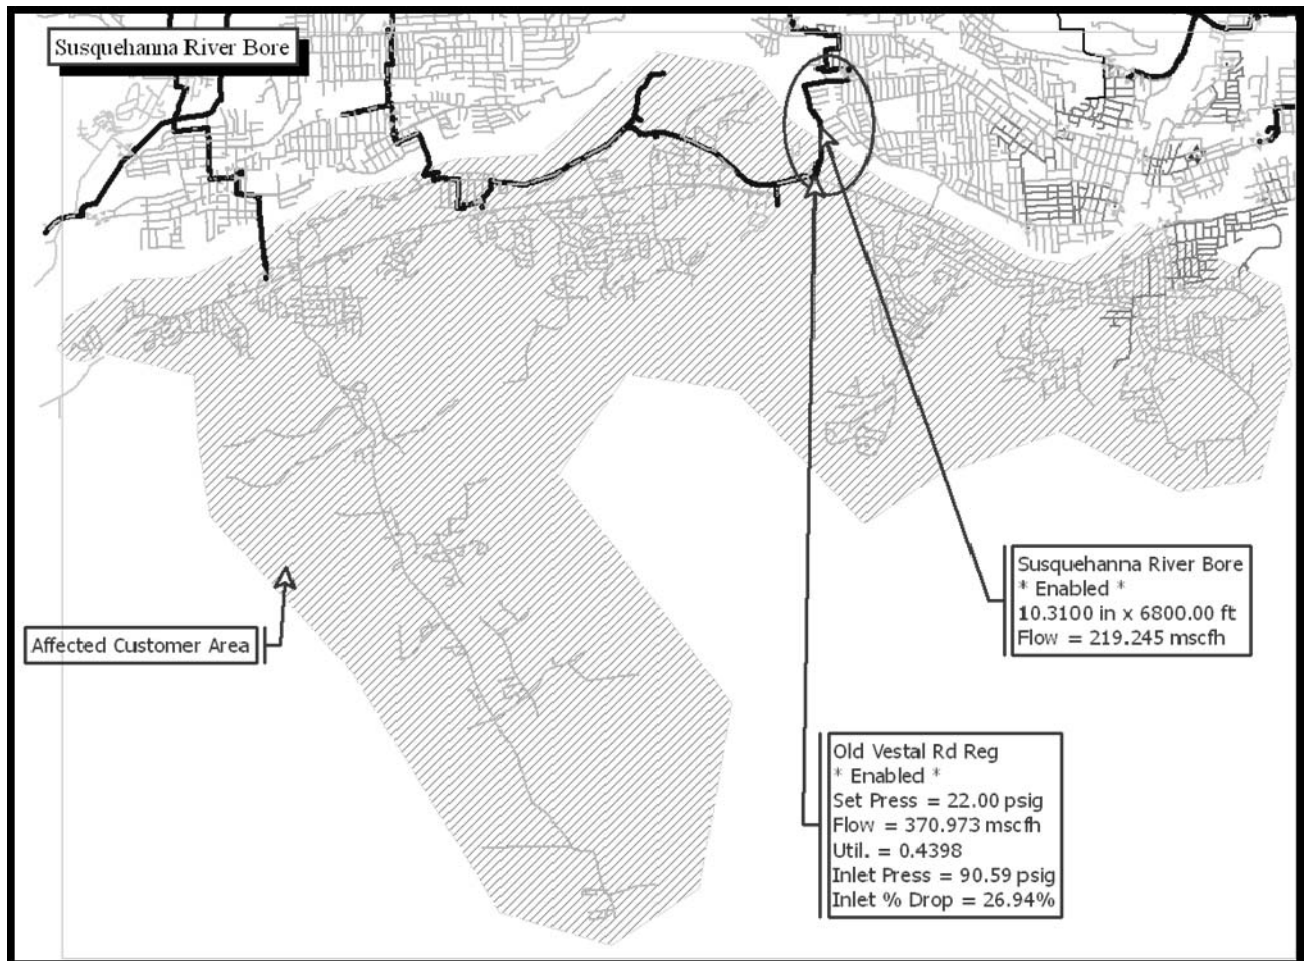 Susquehanna River Bore
Susquehanna River Bore
* Enabled *
10.3100 in x 6800.00 ft
Flow = 219.245 mscfh
Affected Customer Area
Old Vestal Rd Reg
* Enabled *
Set Press = 22.00 psig
Flow = 370.973 mscfh
Util. = 0.4398
Inlet Press = 90.59 psig
Inlet % Drop = 26.94%